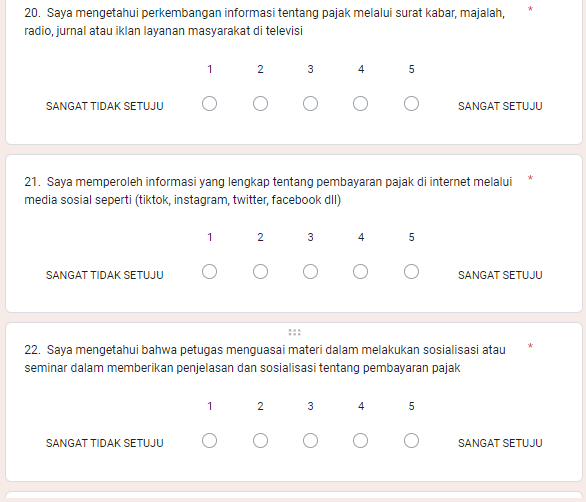 20. Saya mengetahui perkembangan informasi tentang pajak melalui surat kabar, majalah, *
radio, jurnal atau iklan layanan masyarakat di televisi
1 2 3 4 5
SANGAT TIDAK SETUJU SANGAT SETUJU
21. Saya memperoleh informasi yang lengkap tentang pembayaran pajak di internet melalui *
media sosial seperti (tiktok, instagram, twitter, facebook dll)
1 2 3 4 5
SANGAT TIDAK SETUJU SANGAT SETUJU
22. Saya mengetahui bahwa petugas menguasai materi dalam melakukan sosialisasi atau *
seminar dalam memberikan penjelasan dan sosialisasi tentang pembayaran pajak
1 2 3 4 5
SANGAT TIDAK SETUJU SANGAT SETUJU